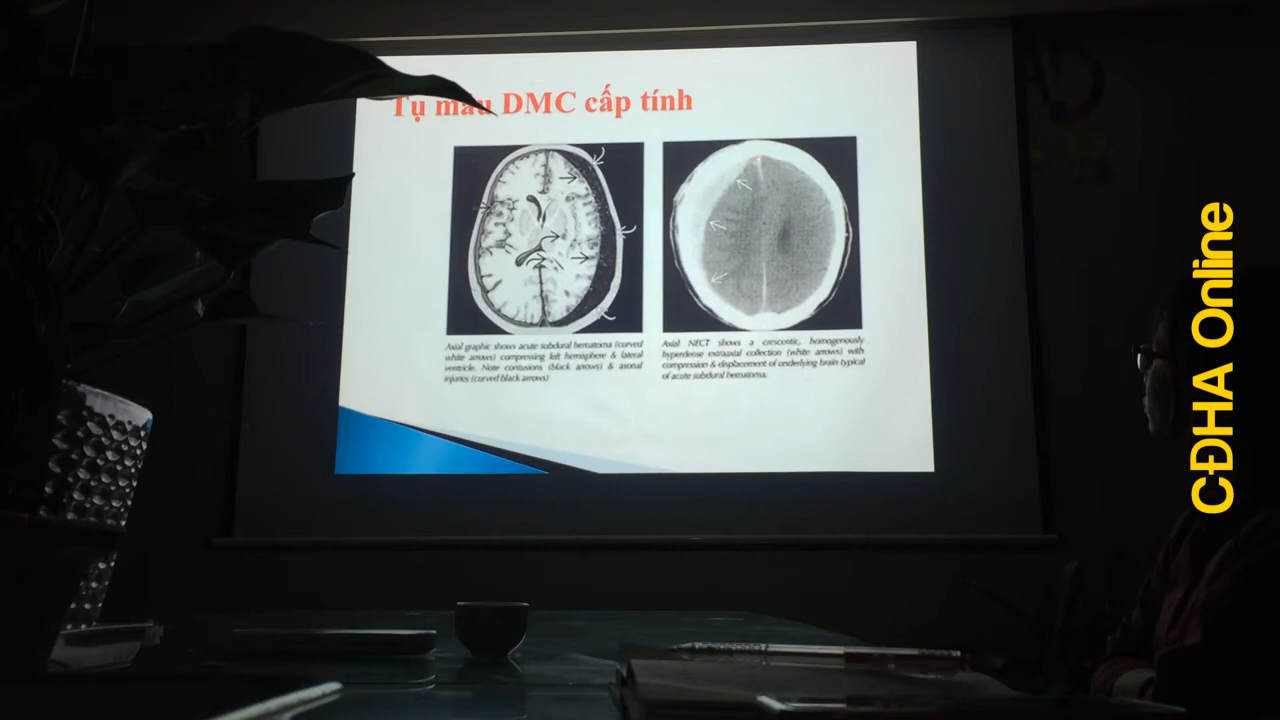 Tụ máu DMC cấp tính
Axial graphic shows acute subdural hematoma (curved
white arrows) compressing left hemisphere & lateral
ventricle. Note contusions (black arrows) & axonal
injuries (curved black arrows)
Axial NECT shows a crescentic, homogenously
hyperdense extraaxial collection (white arrows) with
compression & displacement of underlying brain typical
of acute subdural hematoma.
CĐHA Online